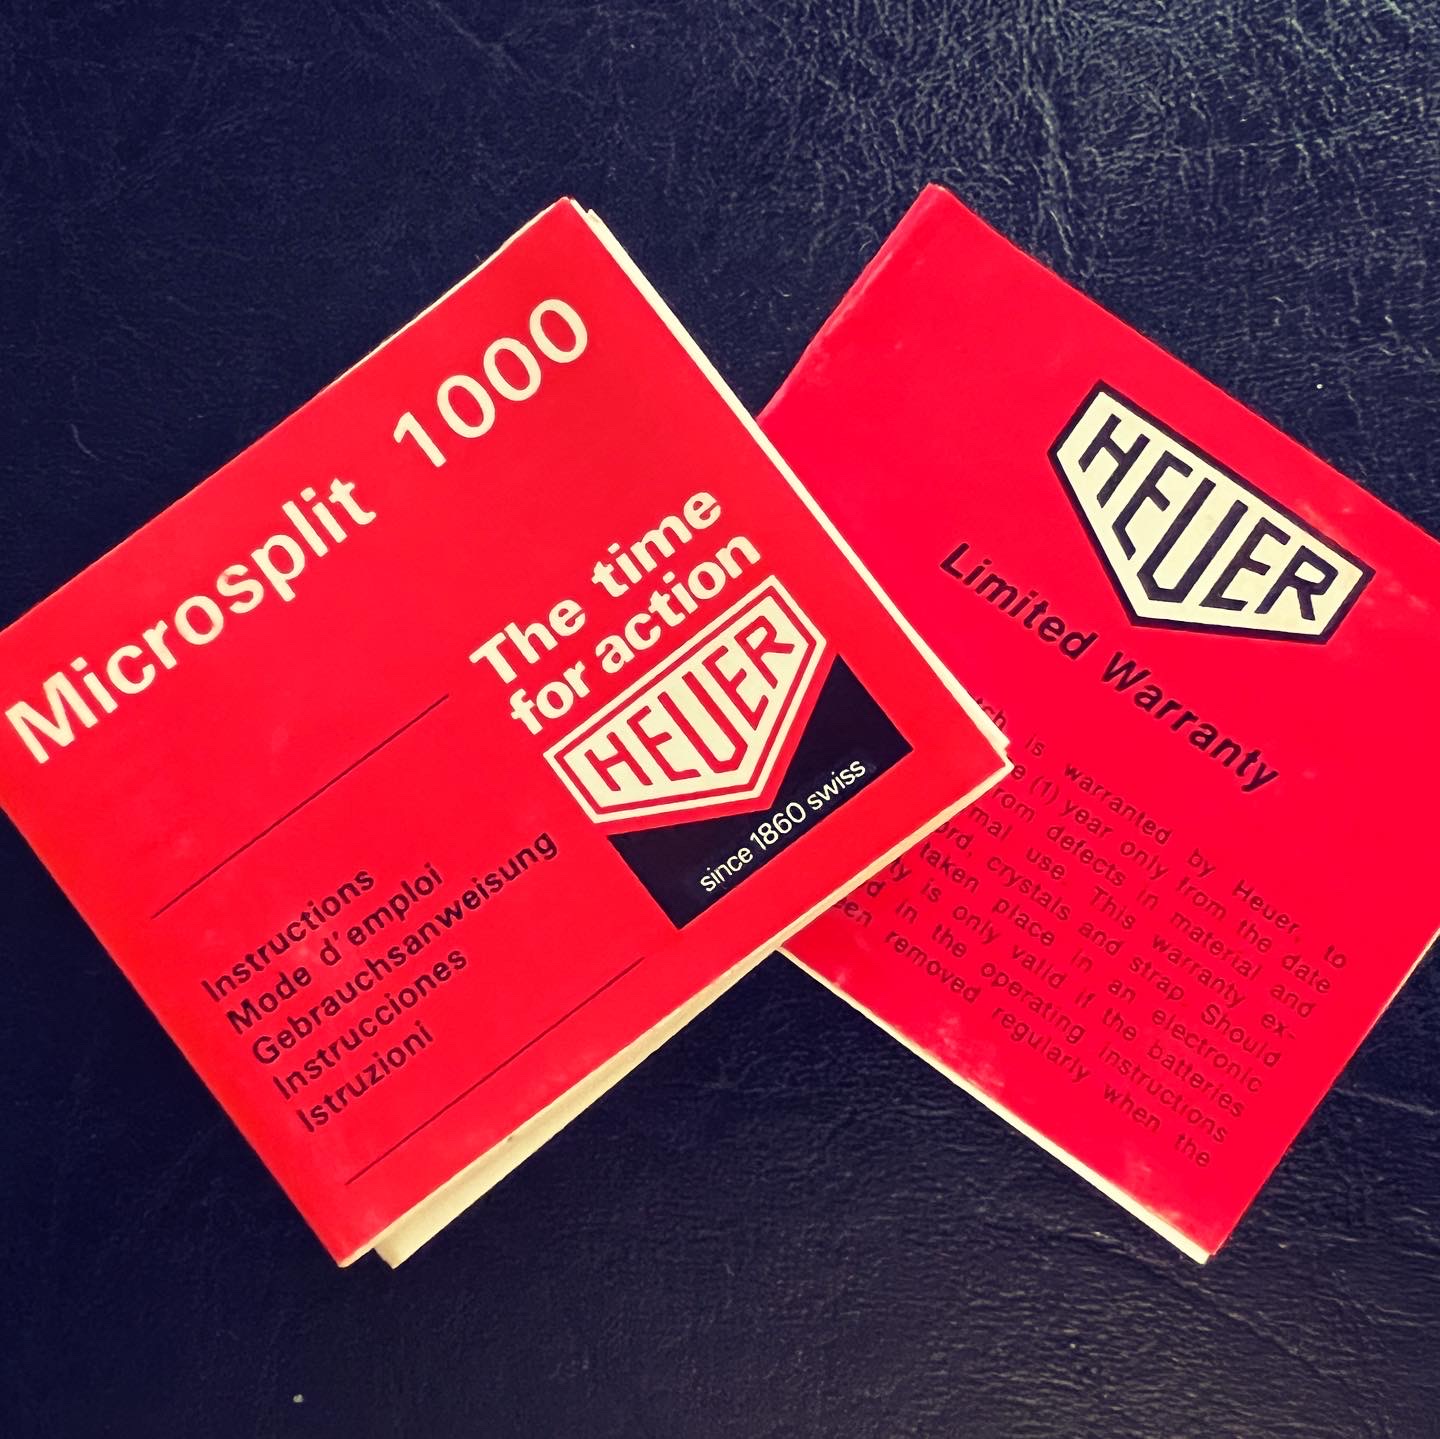 Microsplit 1000
The time
for action
HEUER
since 1860 swiss
Instructions
Mode d'emploi
Gebrauchsanweisung
Instrucciones
Istruzioni
HEUER
Limited Warranty
is warranted by Heuer, to
(1) year only from the date
from defects in material and
use. This warranty ex-
crystals and strap. Should
taken place in an electronic
is only valid if the batteries
in the operating instructions
removed regularly when the